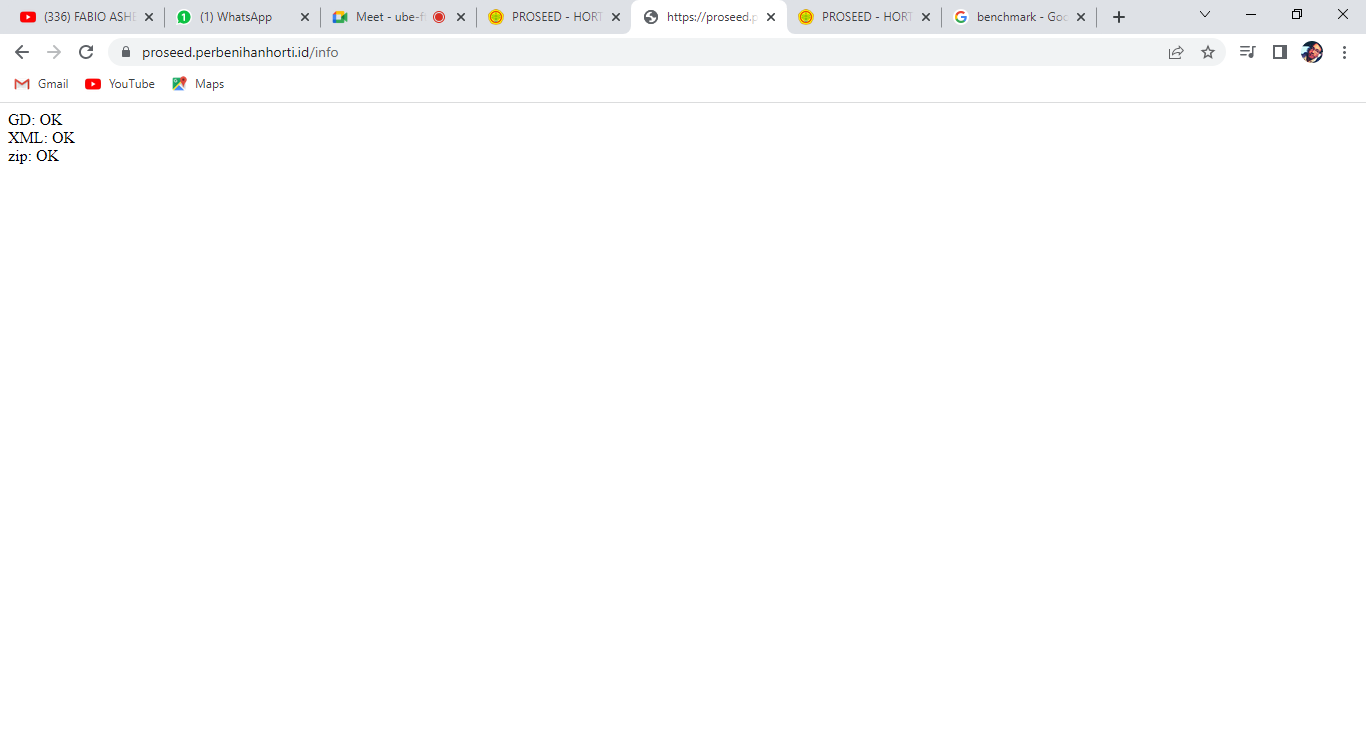 (336) FABIO ASHE
(1) WhatsApp
Meet - ube-f
PROSEED - HORT
https://proseed.p
PROSEED - HORT
benchmark - Goo
proseed.perbenihanhorti.id/info
Gmail
YouTube
Maps
GD: OK
XML: OK
zip: OK